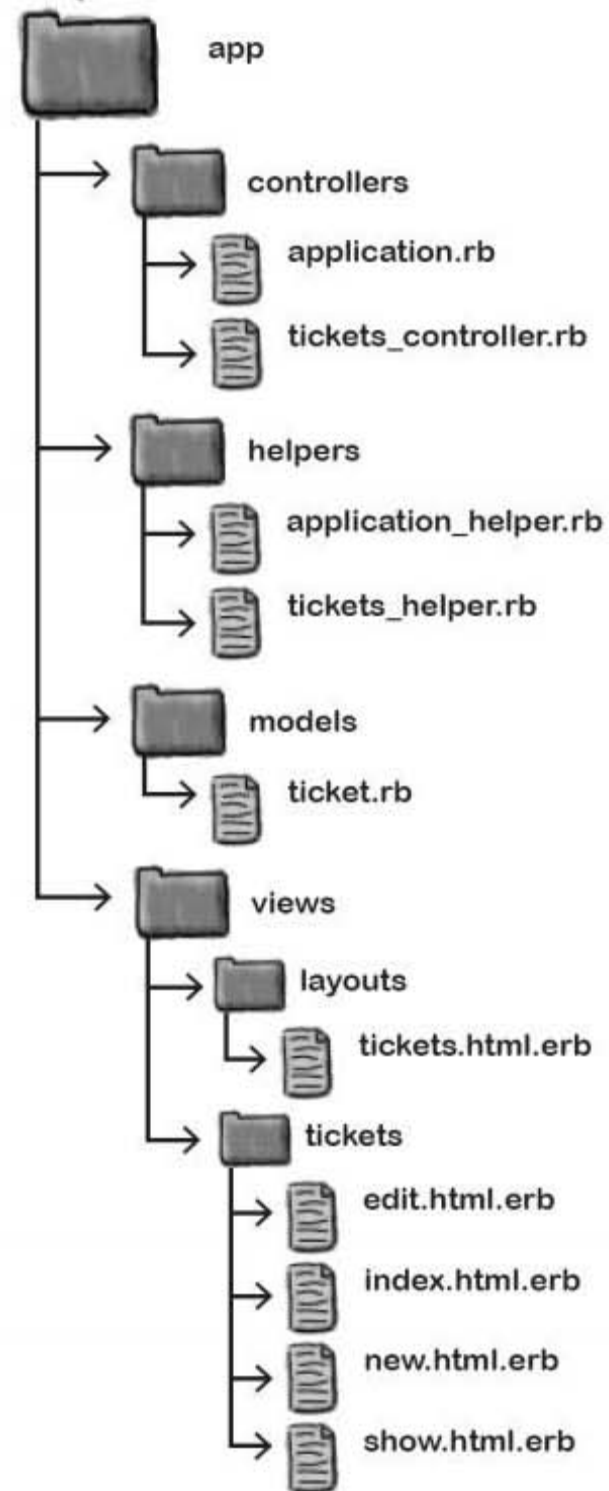 app
controllers
application.rb
tickets_controller.rb
helpers
application_helper.rb
tickets_helper.rb
models
ticket.rb
views
layouts
tickets.html.erb
tickets
edit.html.erb
index.html.erb
new.html.erb
show.html.erb